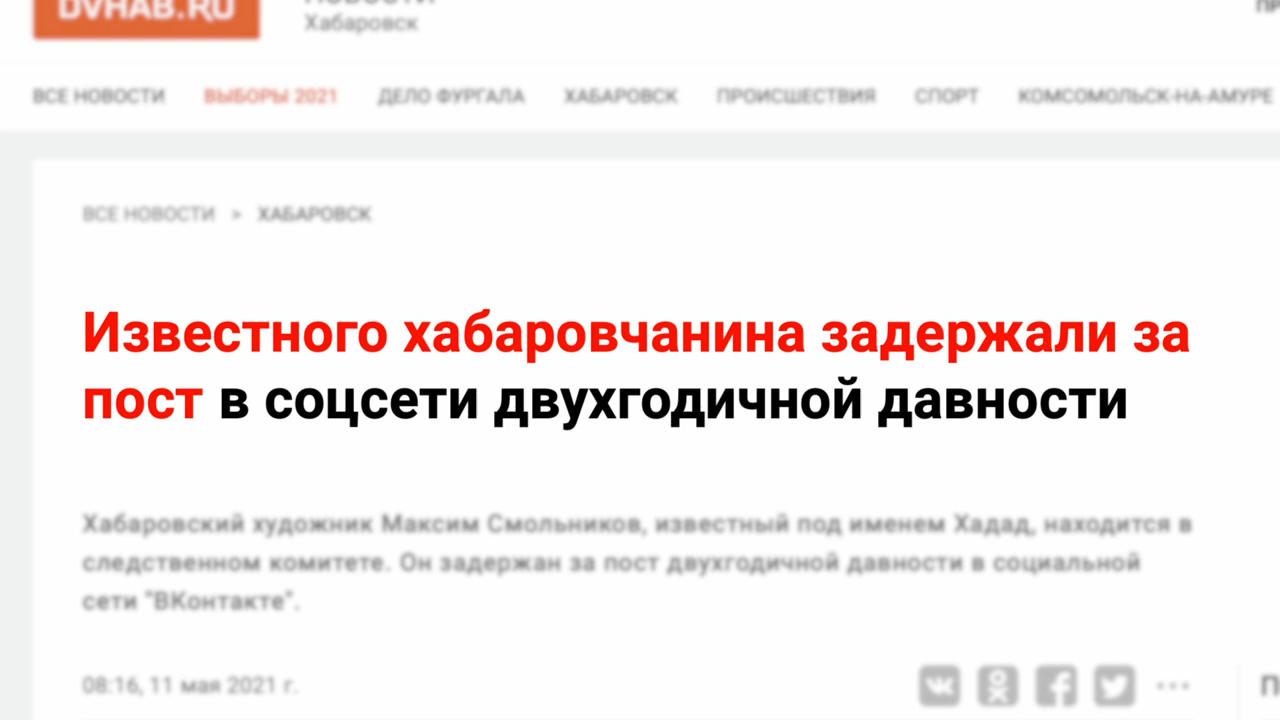 DVHAB.RU
НОВОСТИ
Хабаровск
ВСЕ НОВОСТИ ВЫБОРЫ 2021 ДЕЛО ФУРГАЛА ХАБАРОВСК ПРОИСШЕСТВИЯ СПОРТ КОМСОМОЛЬСК-НА-АМУРЕ
ВСЕ НОВОСТИ > ХАБАРОВСК
Известного хабаровчанина задержали за
пост в соцсети двухгодичной давности
Хабаровский художник Максим Смольников, известный под именем Хадад, находится в
следственном комитете. Он задержан за пост двухгодичной давности в социальной
сети "ВКонтакте".
08:16, 11 мая 2021 г.